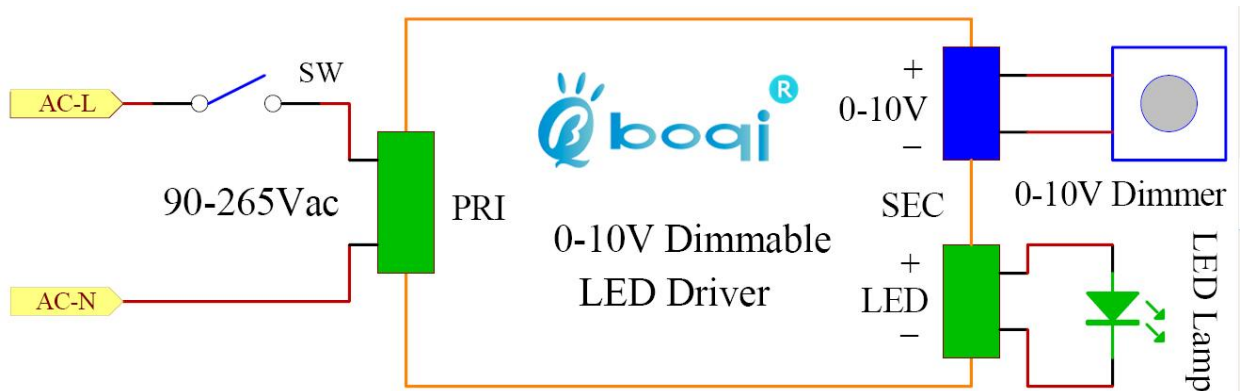 SW
AC-L
90-265Vac
AC-N
PRI
boqi ®
0-10V Dimmable
LED Driver
+
0-10V
−
SEC
+
LED
−
0-10V Dimmer
LED Lamp